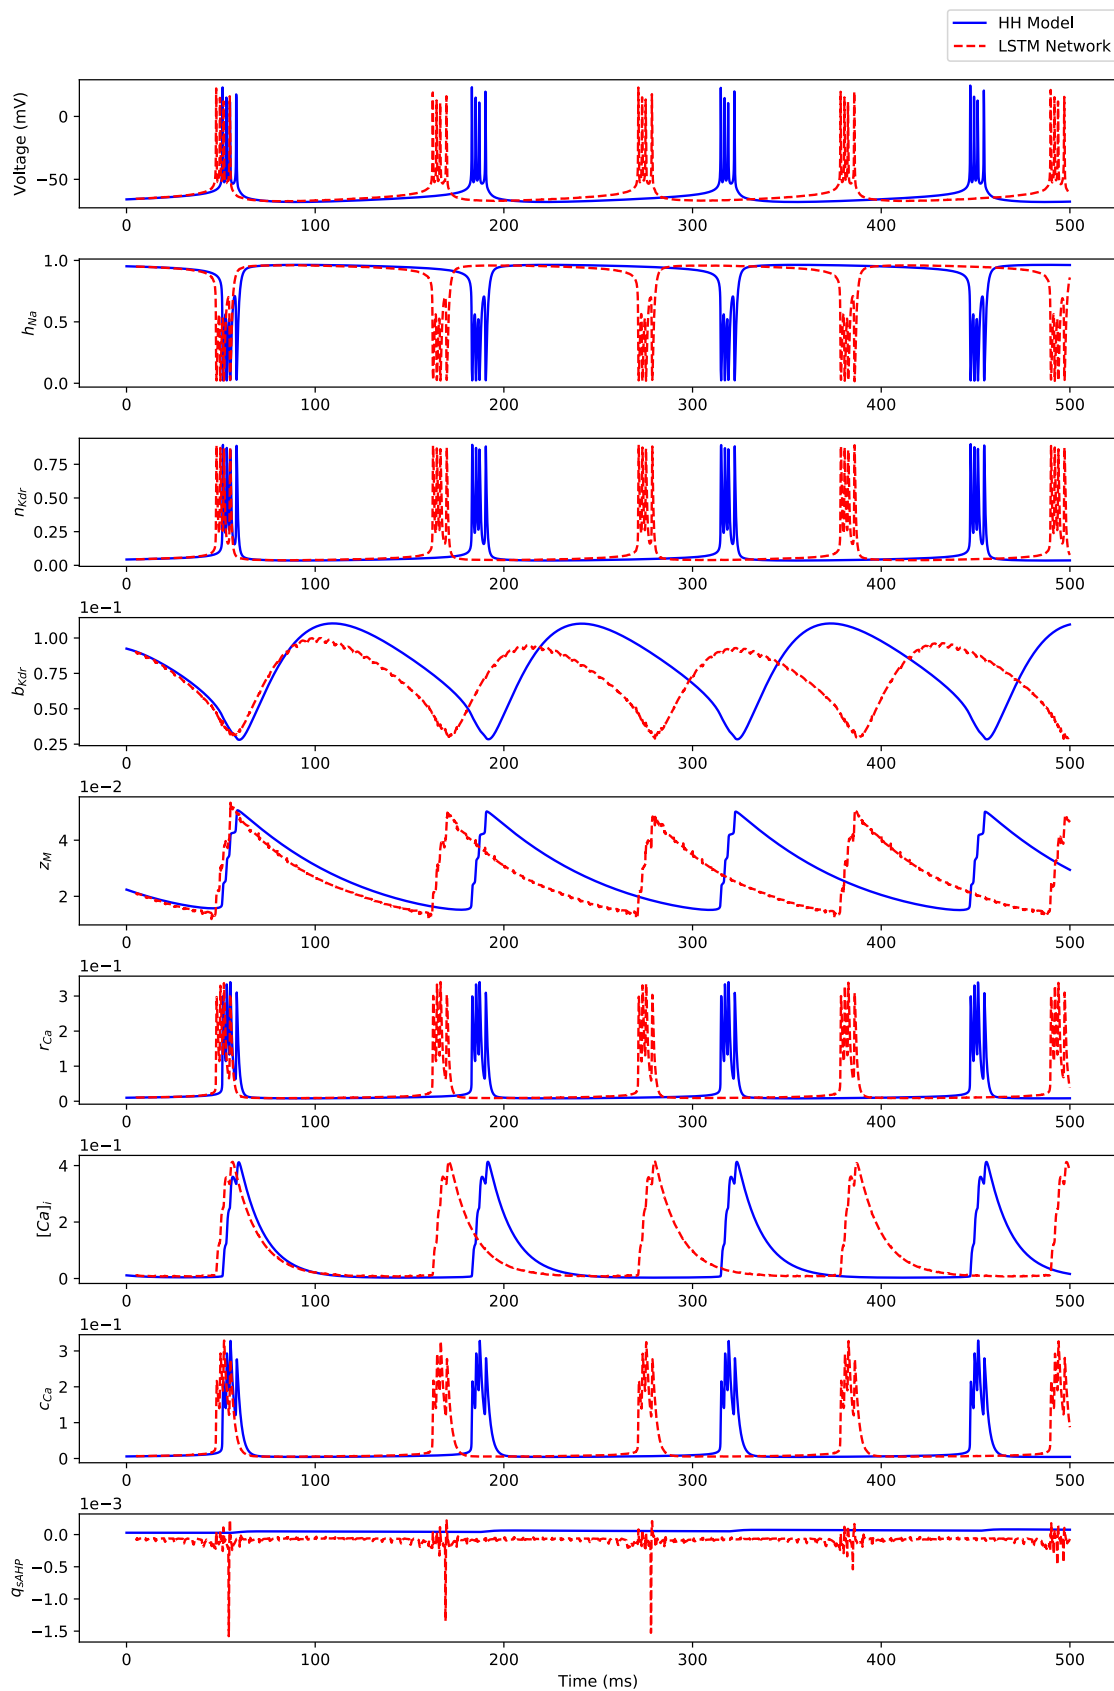 HH Model
LSTM Network
Voltage (mV)
0
−50
0 100 200 300 400 500
h_Na
1.0
0.5
0.0
0 100 200 300 400 500
n_Kdr
0.75
0.50
0.25
0.00
0 100 200 300 400 500
1e−1
b_Kdr
1.00
0.75
0.50
0.25
0 100 200 300 400 500
1e−2
z_M
4
2
0 100 200 300 400 500
1e−1
r_Ca
3
2
1
0
0 100 200 300 400 500
1e−1
[Ca]_i
4
2
0
0 100 200 300 400 500
1e−1
c_Ca
3
2
1
0
0 100 200 300 400 500
1e−3
q_sAHP
0.0
−0.5
−1.0
−1.5
0 100 200 300 400 500
Time (ms)